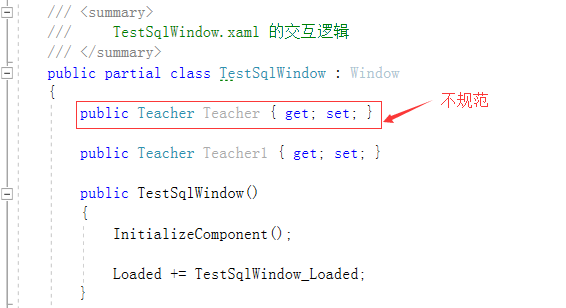 /// <summary>
///     TestSqlWindow.xaml 的交互逻辑
/// </summary>
public partial class TestSqlWindow : Window
{
    public Teacher Teacher { get; set; }
不规范
    public Teacher Teacher1 { get; set; }
    public TestSqlWindow()
    {
        InitializeComponent();
        Loaded += TestSqlWindow_Loaded;
    }